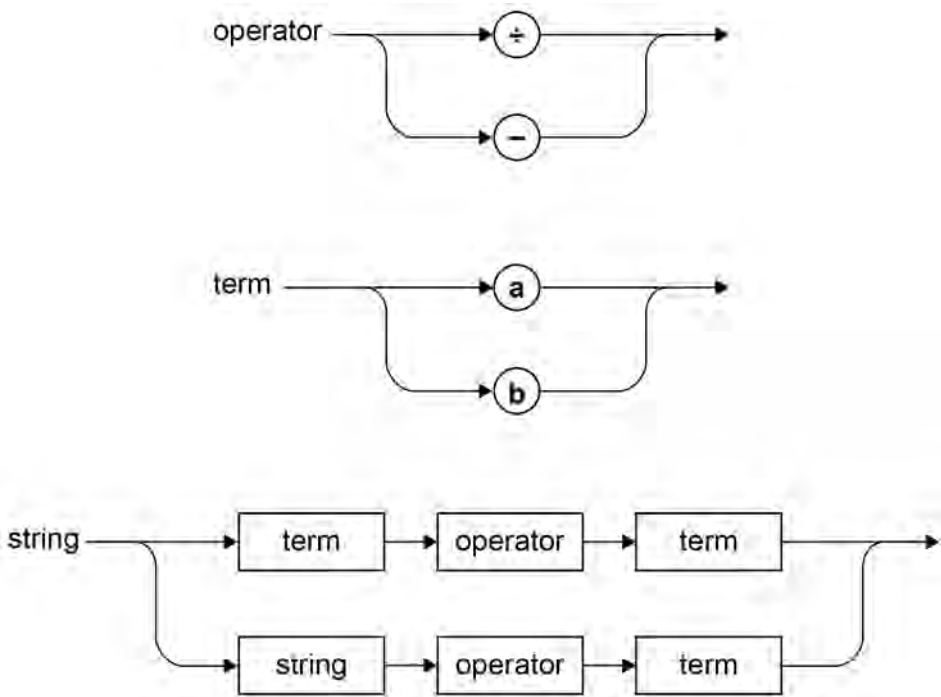 operator ÷
−
term a
b
string term operator term
string operator term